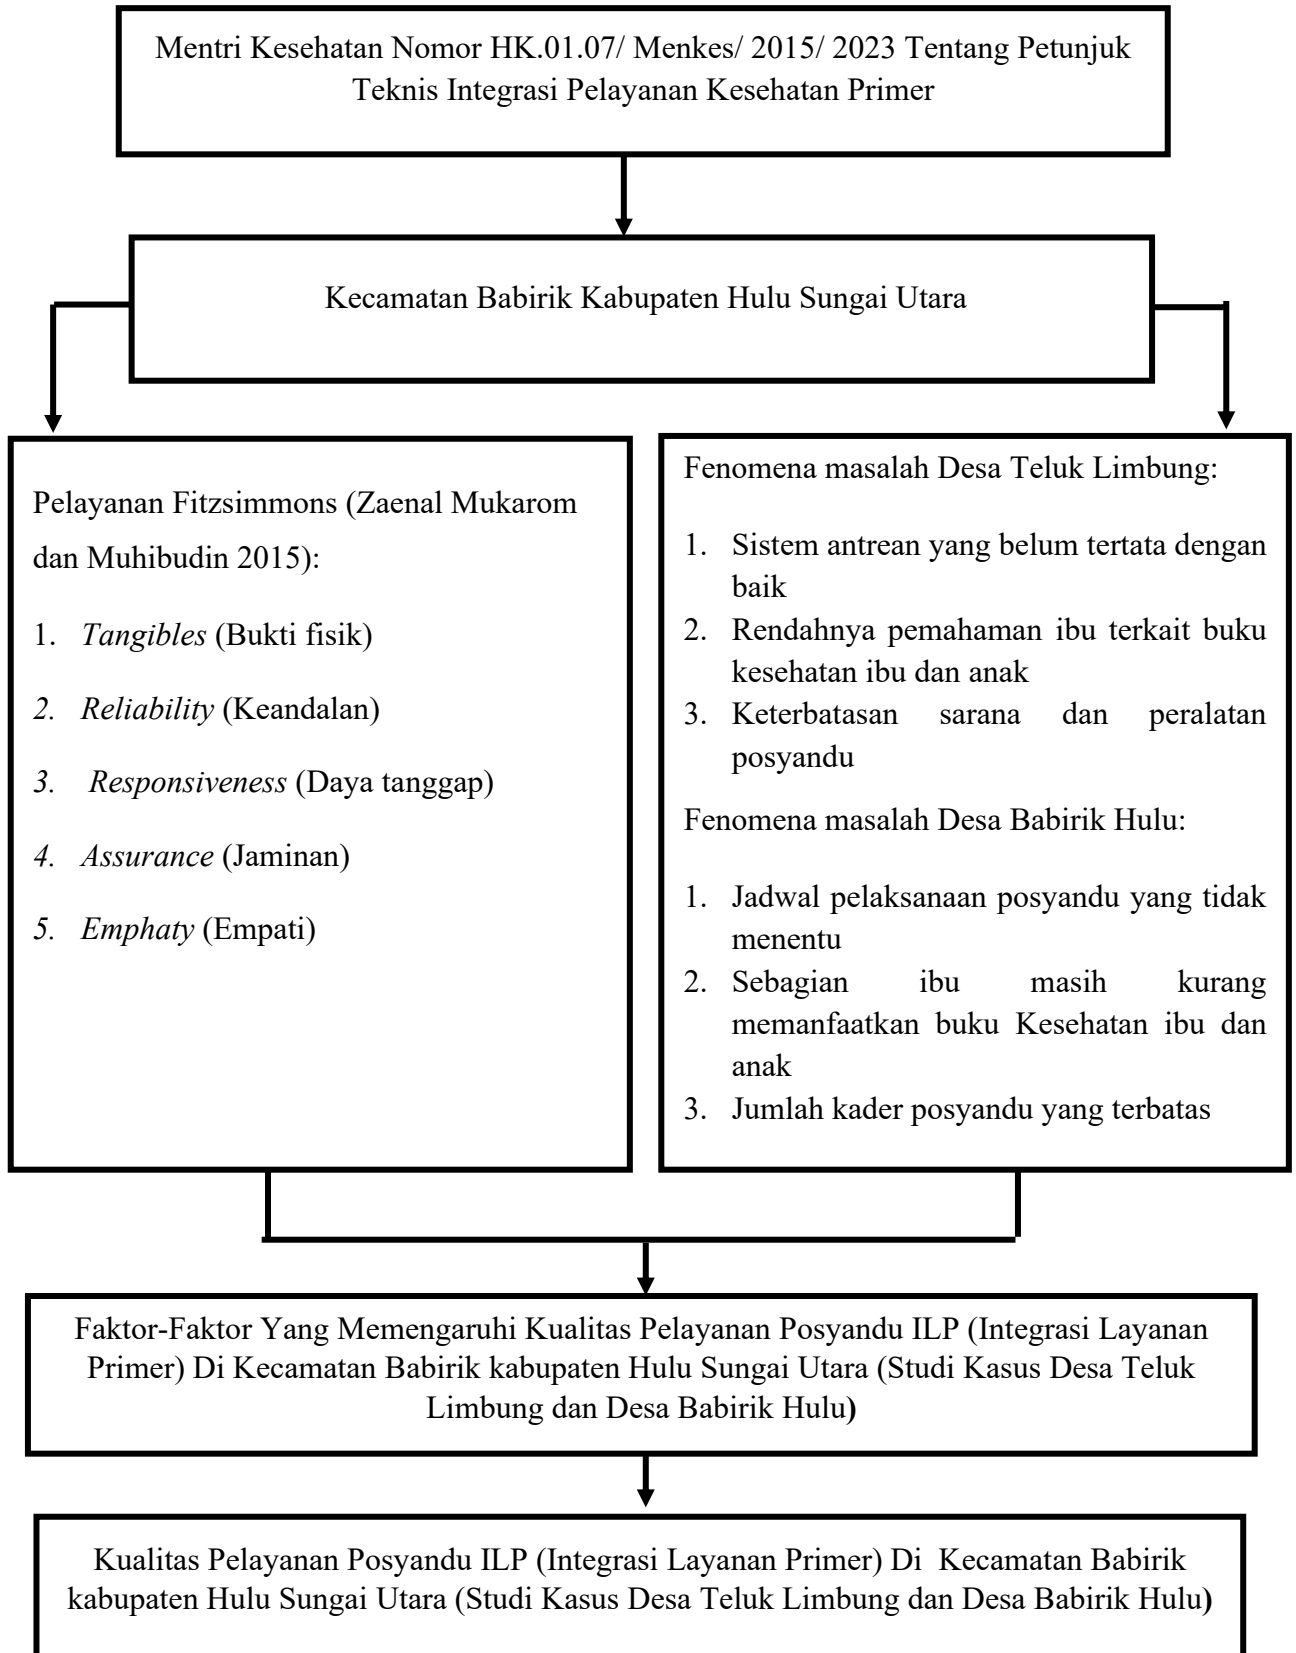 Mentri Kesehatan Nomor HK.01.07/ Menkes/ 2015/ 2023 Tentang Petunjuk
Teknis Integrasi Pelayanan Kesehatan Primer
Kecamatan Babirik Kabupaten Hulu Sungai Utara
Pelayanan Fitzsimmons (Zaenal Mukarom
dan Muhibudin 2015):
1. Tangibles (Bukti fisik)
2. Reliability (Keandalan)
3. Responsiveness (Daya tanggap)
4. Assurance (Jaminan)
5. Emphaty (Empati)
Fenomena masalah Desa Teluk Limbung:
1. Sistem antrean yang belum tertata dengan
baik
2. Rendahnya pemahaman ibu terkait buku
kesehatan ibu dan anak
3. Keterbatasan sarana dan peralatan
posyandu
Fenomena masalah Desa Babirik Hulu:
1. Jadwal pelaksanaan posyandu yang tidak
menentu
2. Sebagian ibu masih kurang
memanfaatkan buku Kesehatan ibu dan
anak
3. Jumlah kader posyandu yang terbatas
Faktor-Faktor Yang Memengaruhi Kualitas Pelayanan Posyandu ILP (Integrasi Layanan
Primer) Di Kecamatan Babirik kabupaten Hulu Sungai Utara (Studi Kasus Desa Teluk
Limbung dan Desa Babirik Hulu)
Kualitas Pelayanan Posyandu ILP (Integrasi Layanan Primer) Di Kecamatan Babirik
kabupaten Hulu Sungai Utara (Studi Kasus Desa Teluk Limbung dan Desa Babirik Hulu)